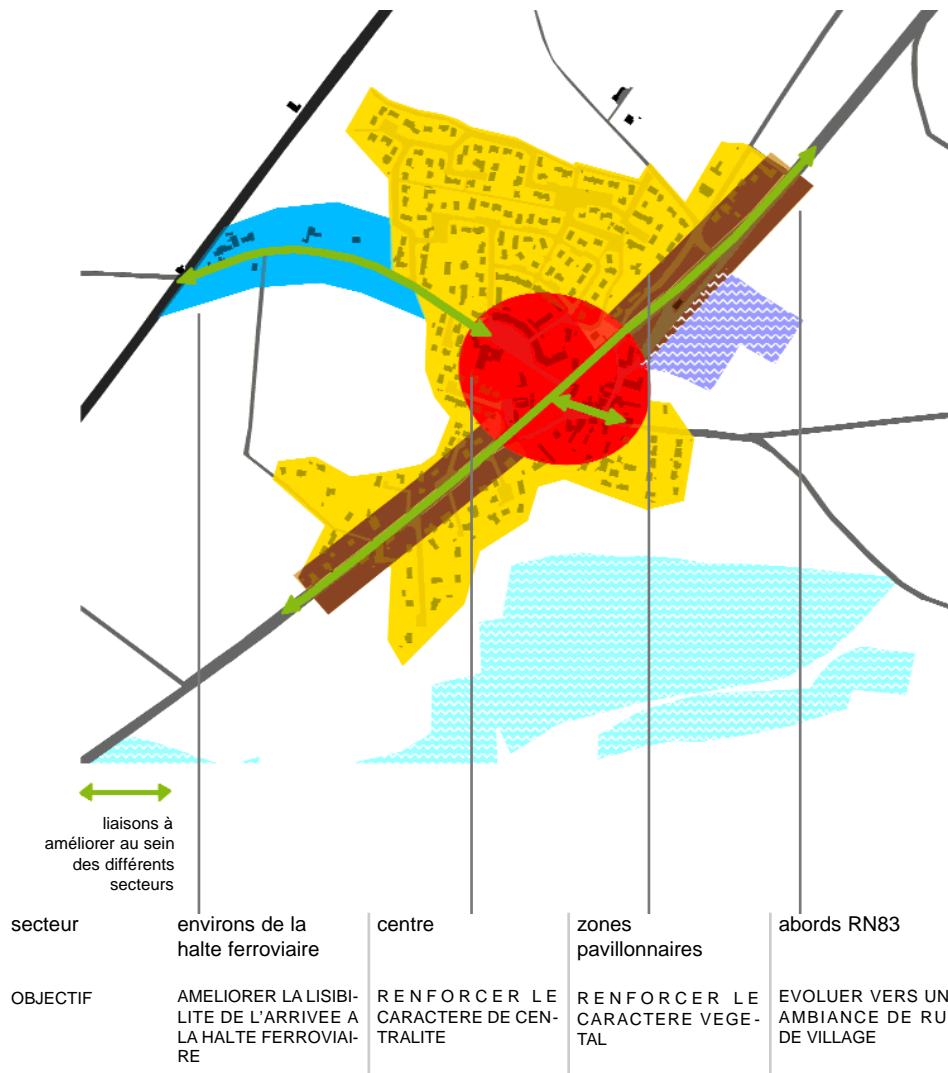 liaisons à
améliorer au sein
des différents
secteurs
secteur
environs de la
halte ferroviaire
centre
zones
pavillonnaires
abords RN83
OBJECTIF
AMELIORER LA LISIBI-
LITE DE L'ARRIVEE A
LA HALTE FERROVIAI-
RE
RENFORCER LE
CARACTERE DE CEN-
TRALITE
RENFORCER LE
CARACTERE VEGE-
TAL
EVOLUER VERS UN
AMBIANCE DE RU
DE VILLAGE